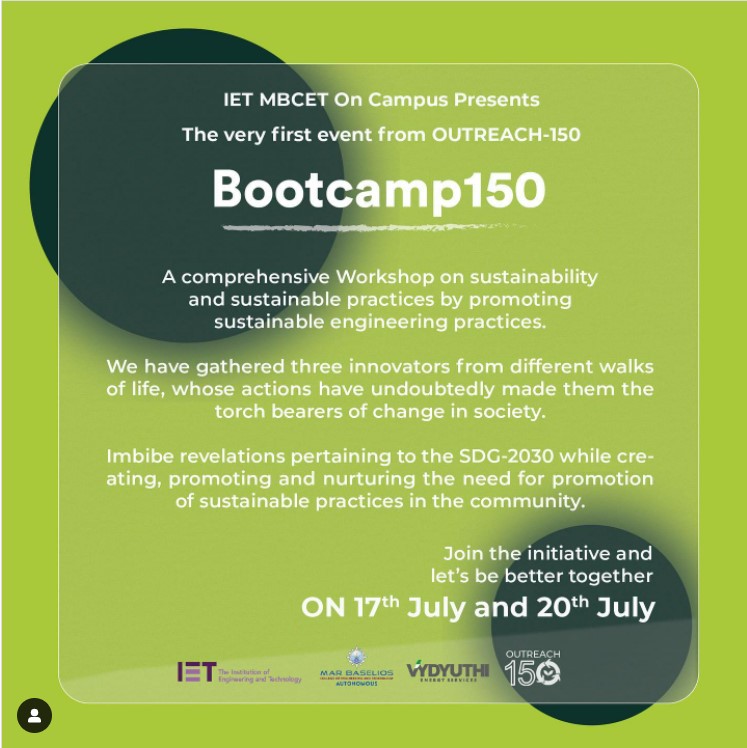 IET MBCET On Campus Presents
The very first event from OUTREACH-150
Bootcamp150
A comprehensive Workshop on sustainability
and sustainable practices by promoting
sustainable engineering practices.
We have gathered three innovators from different walks
of life, whose actions have undoubtedly made them the
torch bearers of change in society.
Imbibe revelations pertaining to the SDG-2030 while cre-
ating, promoting and nurturing the need for promotion
of sustainable practices in the community.
Join the initiative and
let's be better together
ON 17th July and 20th July
IET The Institution of
Engineering and Technology
MAR BASELIOS
AUTONOMOUS
VYDYUTHI
ENERGY SERVICES
OUTREACH
150